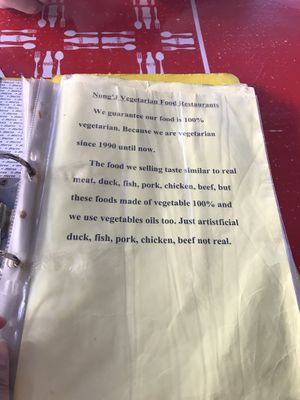 Nong'J Vegetarian Food Restaurants
We guarantee our food is 100%
vegetarian. Because we are vegetarian
since 1990 until now.
The food we selling taste similar to real
meat, duck, fish, pork, chicken, beef, but
these foods made of vegetable 100% and
we use vegetables oils too. Just artistficial
duck, fish, pork, chicken, beef not real.